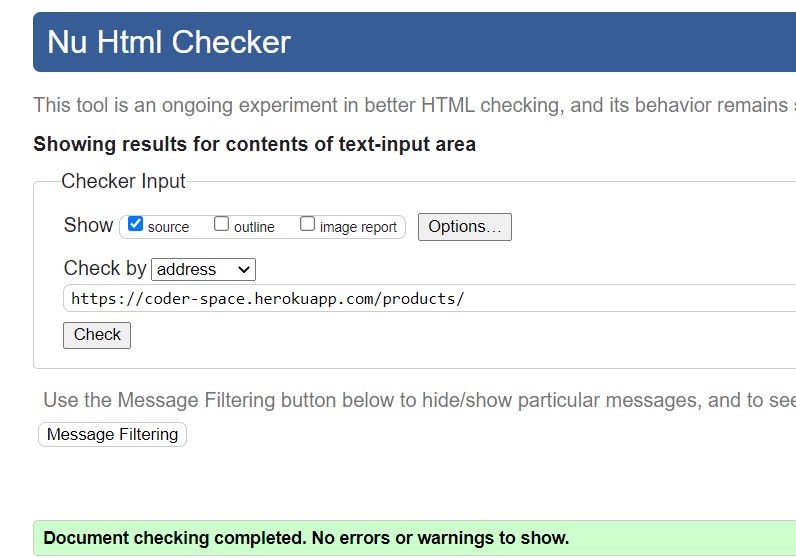 Nu Html Checker
This tool is an ongoing experiment in better HTML checking, and its behavior remains
Showing results for contents of text-input area
Checker Input
Show source outline image report Options...
Check by address
https://coder-space.herokuapp.com/products/
Check
Use the Message Filtering button below to hide/show particular messages, and to see
Message Filtering
Document checking completed. No errors or warnings to show.